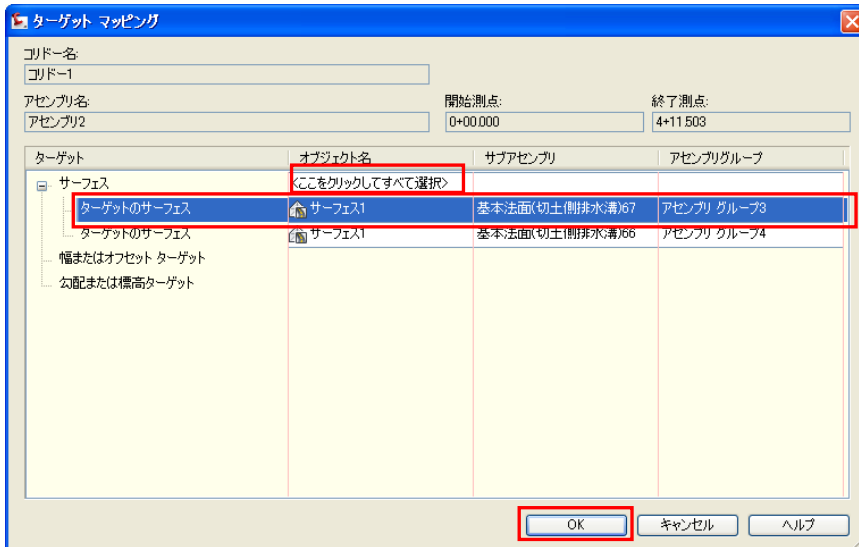 ターゲット マッピング
コリドー名:
コリドー1
アセンブリ名:
開始測点:
終了測点:
アセンブリ2
0+00.000
4+11.503
ターゲット
オブジェクト名
サブアセンブリ
アセンブリグループ
サーフェス
<ここをクリックしてすべて選択>
ターゲットのサーフェス
サーフェス1
基本法面(切土側排水溝)67
アセンブリ グループ3
ターゲットのサーフェス
サーフェス1
基本法面(切土側排水溝)66
アセンブリ グループ4
幅またはオフセット ターゲット
勾配または標高ターゲット
OK
キャンセル
ヘルプ